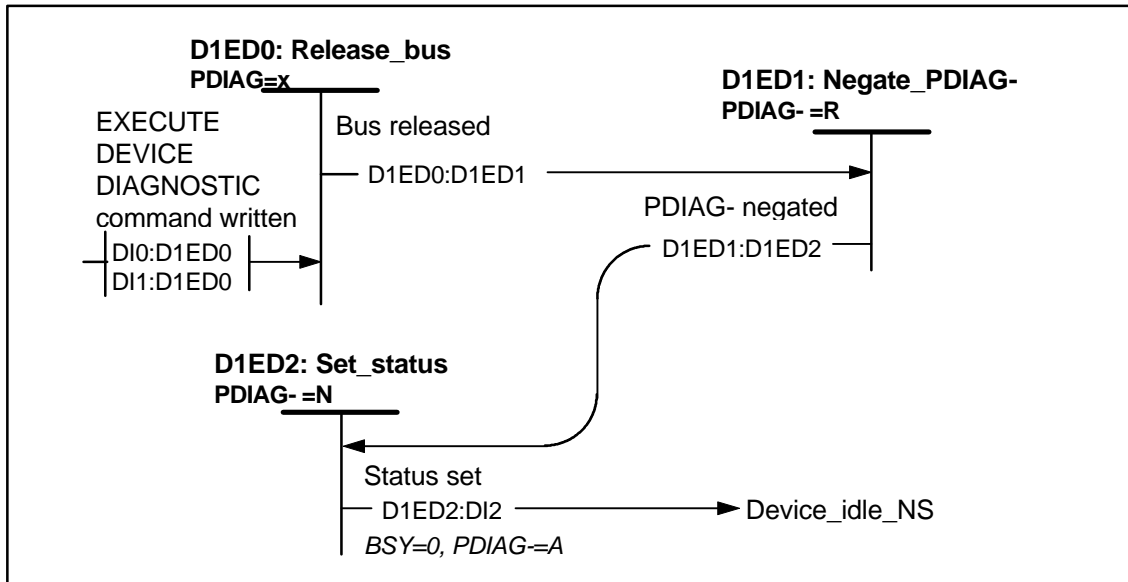 D1ED0: Release_bus
PDIAG=x
D1ED1: Negate_PDIAG-
PDIAG- =R
EXECUTE
DEVICE
DIAGNOSTIC
command written
DI0:D1ED0
DI1:D1ED0
Bus released
D1ED0:D1ED1
PDIAG- negated
D1ED1:D1ED2
D1ED2: Set_status
PDIAG- =N
Status set
D1ED2:DI2
Device_idle_NS
BSY=0, PDIAG-=A